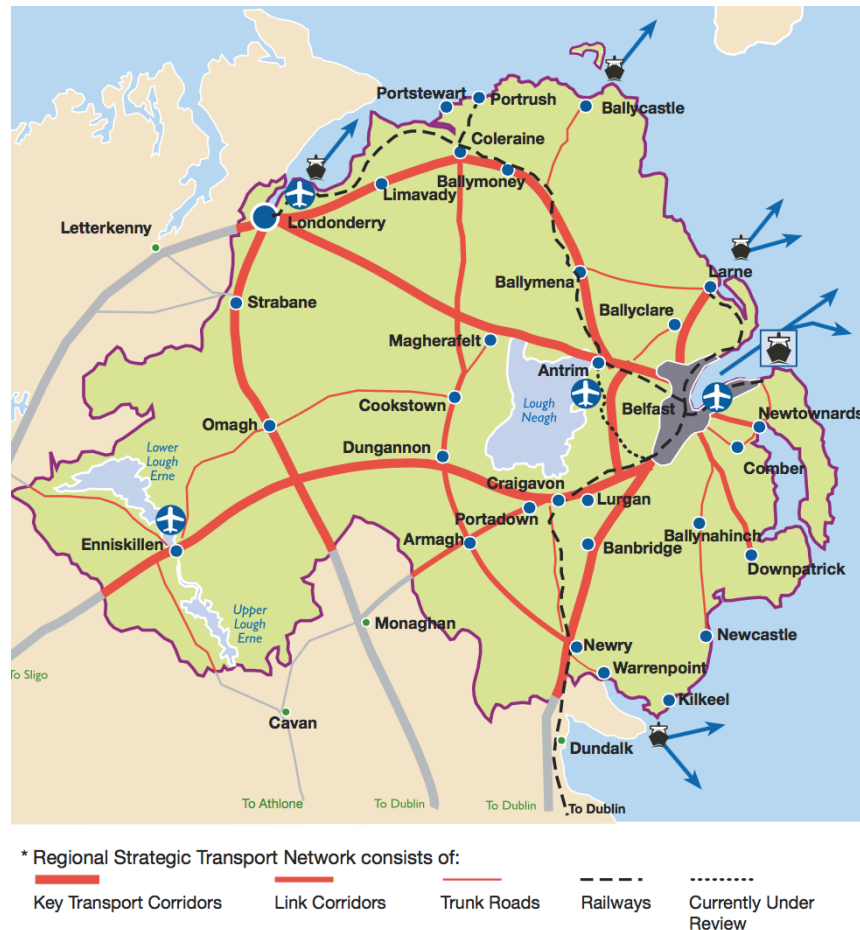 Portstewart
Portrush
Ballycastle
Coleraine
Ballymoney
Limavady
Londonderry
Letterkenny
Larne
Ballymena
Strabane
Ballyclare
Magherafelt
Antrim
Lough
Neagh
Belfast
Cookstown
Newtownards
Omagh
Lower
Lough
Erne
Dungannon
Comber
Craigavon
Lurgan
Portadown
Ballynahinch
Armagh
Banbridge
Enniskillen
Downpatrick
Upper
Lough
Erne
Monaghan
Newry
Newcastle
Warrenpoint
To Sligo
Kilkeel
Cavan
Dundalk
To Athlone
To Dublin
To Dublin
To Dublin
* Regional Strategic Transport Network consists of:
Key Transport Corridors
Link Corridors
Trunk Roads
Railways
Currently Under
Review